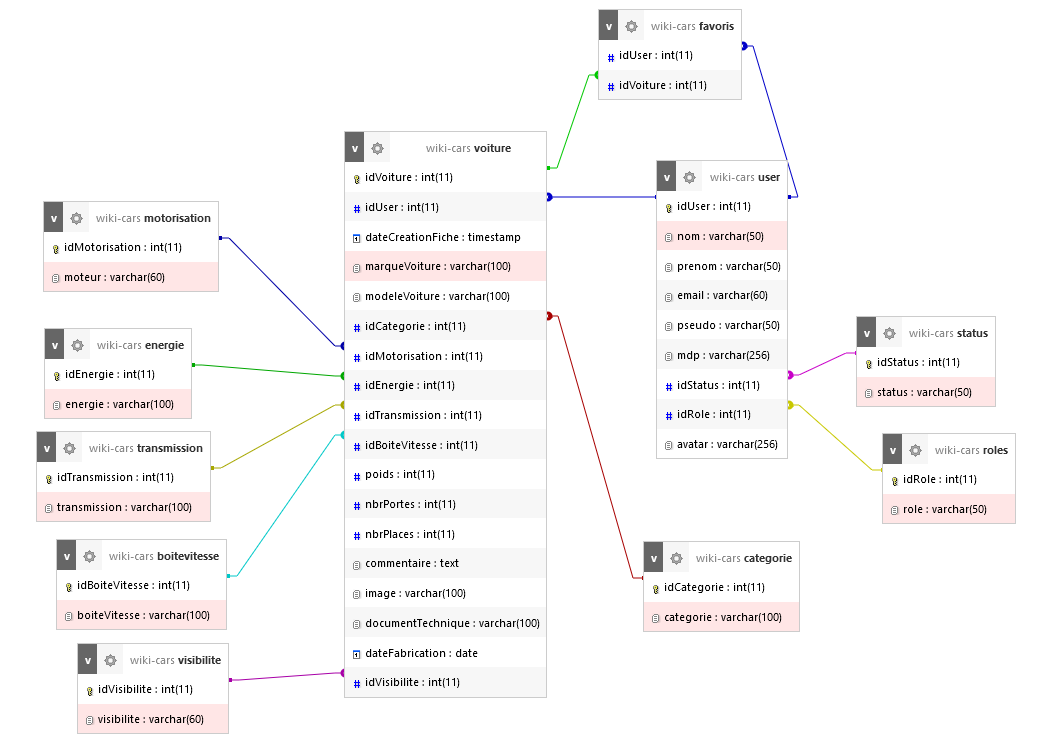 v wiki-cars favoris
idUser : int(11)
idVoiture : int(11)
v wiki-cars voiture
idVoiture : int(11)
idUser : int(11)
dateCreationFiche : timestamp
marqueVoiture : varchar(100)
modeleVoiture : varchar(100)
idCategorie : int(11)
idMotorisation : int(11)
idEnergie : int(11)
idTransmission : int(11)
idBoiteVitesse : int(11)
poids : int(11)
nbrPortes : int(11)
nbrPlaces : int(11)
commentaire : text
image : varchar(100)
documentTechnique : varchar(100)
dateFabrication : date
idVisibilite : int(11)
v wiki-cars user
idUser : int(11)
nom : varchar(50)
prenom : varchar(50)
email : varchar(60)
pseudo : varchar(50)
mdp : varchar(256)
idStatus : int(11)
idRole : int(11)
avatar : varchar(256)
v wiki-cars motorisation
idMotorisation : int(11)
moteur : varchar(60)
v wiki-cars energie
idEnergie : int(11)
energie : varchar(100)
v wiki-cars transmission
idTransmission : int(11)
transmission : varchar(100)
v wiki-cars boitevitesse
idBoiteVitesse : int(11)
boiteVitesse : varchar(100)
v wiki-cars visibilite
idVisibilite : int(11)
visibilite : varchar(60)
v wiki-cars status
idStatus : int(11)
status : varchar(50)
v wiki-cars roles
idRole : int(11)
role : varchar(50)
v wiki-cars categorie
idCategorie : int(11)
categorie : varchar(100)